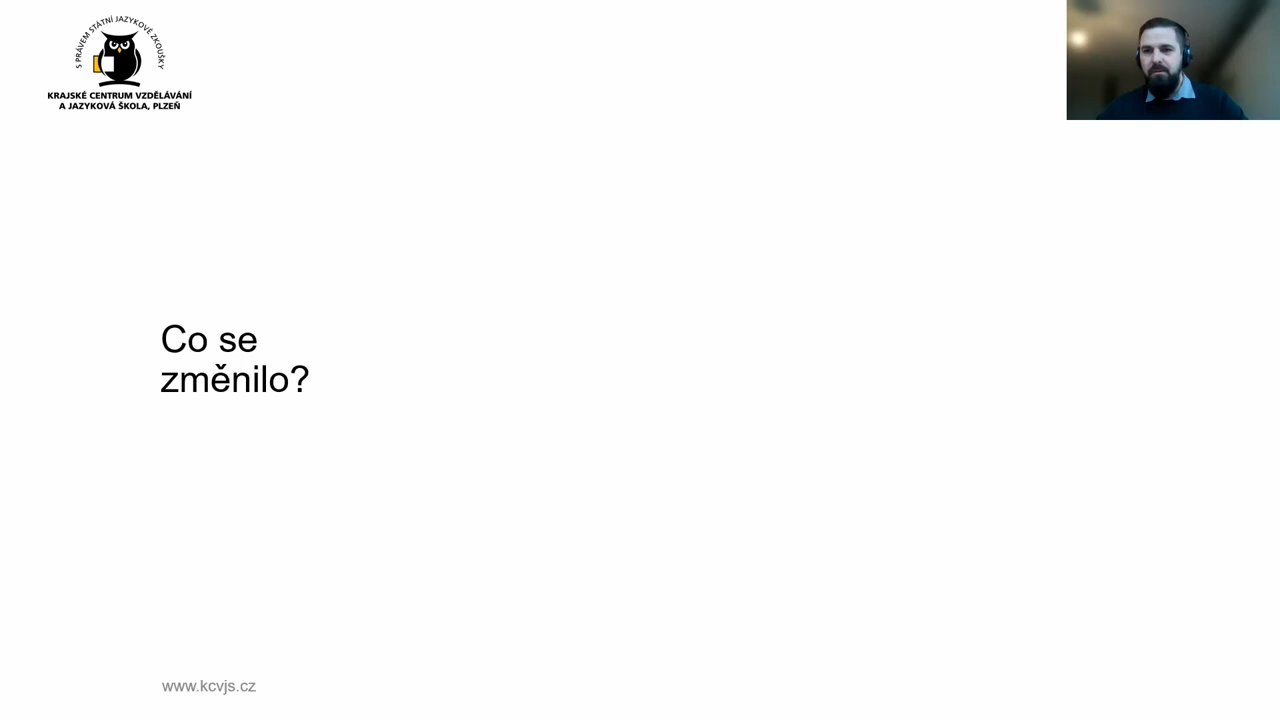 S PRÁVEM STÁTNÍ JAZYKOVÉ ZKOUŠKY
KRAJSKÉ CENTRUM VZDĚLÁVÁNÍ
A JAZYKOVÁ ŠKOLA, PLZEŇ
Co se
změnilo?
www.kcvjs.cz